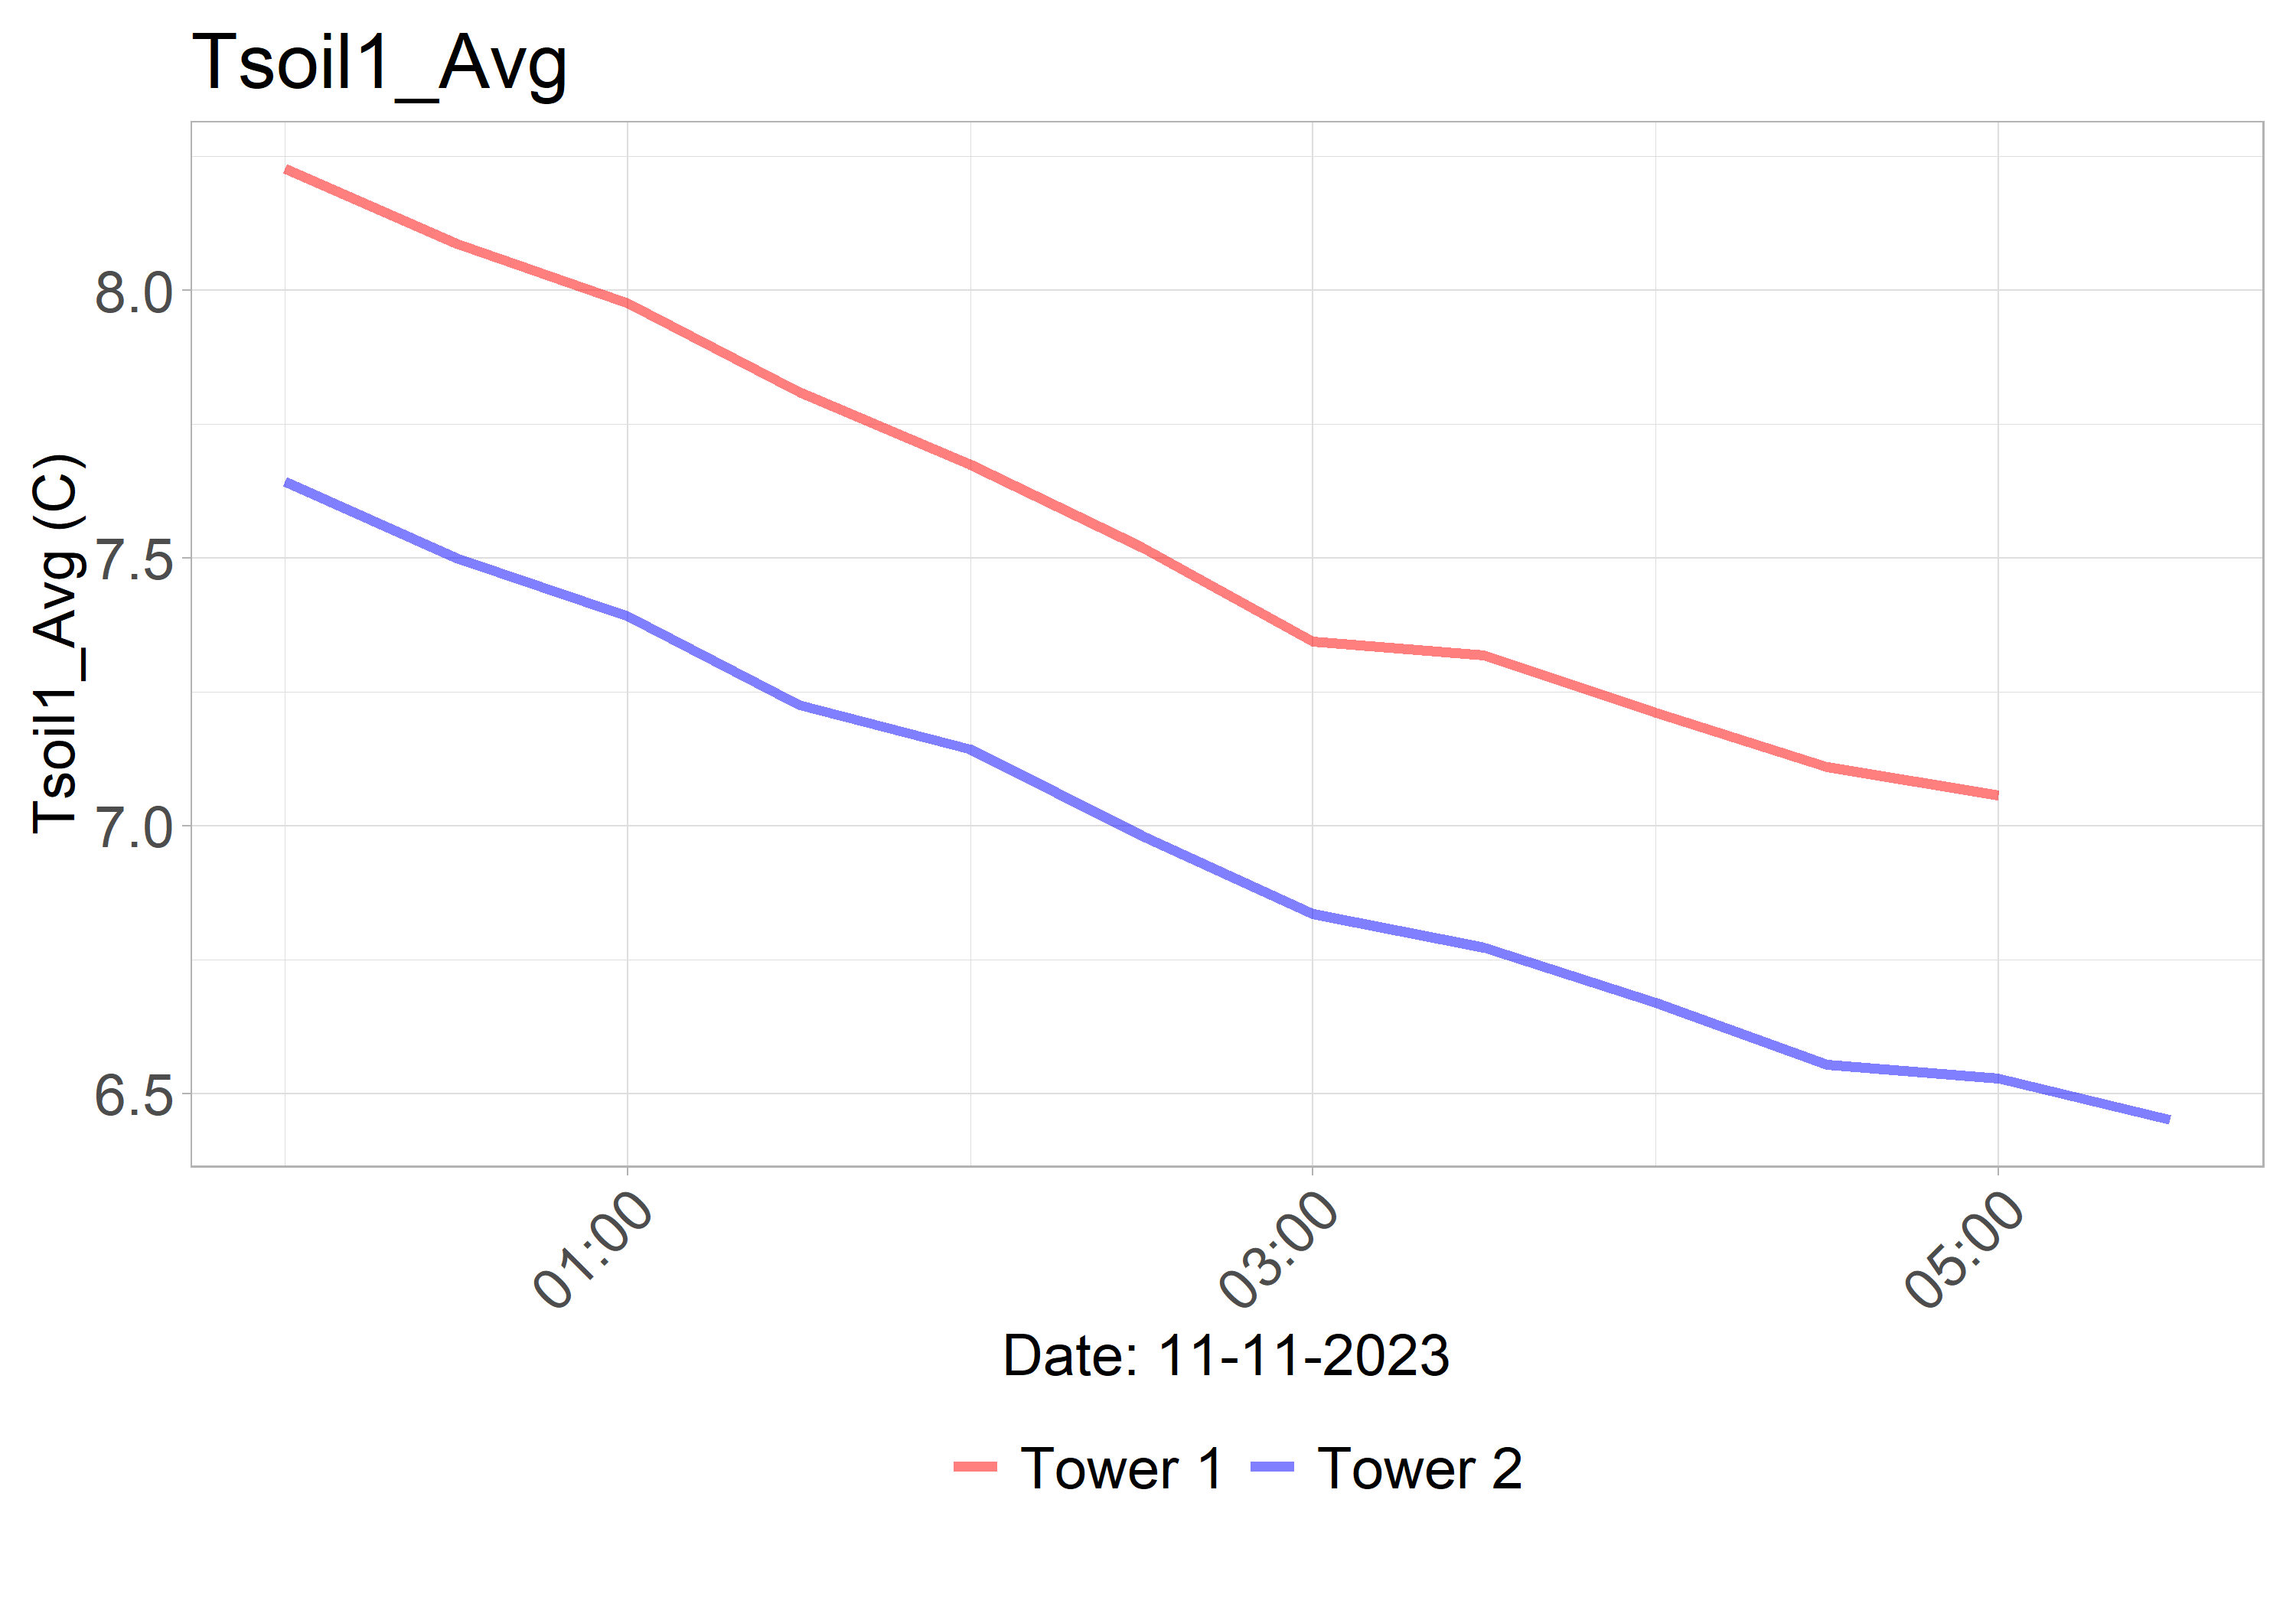 Tsoil1_Avg
Tsoil1_Avg (C)
8.0
7.5
7.0
6.5
01:00
03:00
05:00
Date: 11-11-2023
Tower 1
Tower 2